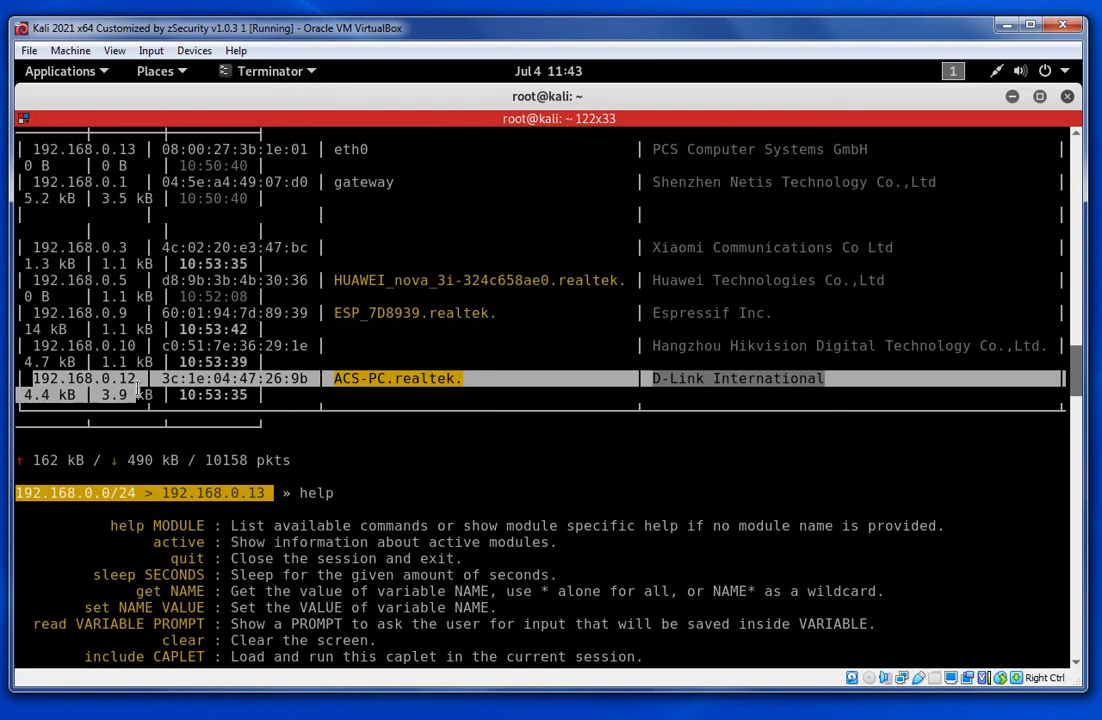 Kali 2021 x64 Customized by zSecurity v1.0.3 1 [Running] - Oracle VM VirtualBox
File Machine View Input Devices Help
Applications Places Terminator Jul 4 11:43 1
root@kali: ~
root@kali: ~ 122x33
| 192.168.0.13 | 08:00:27:3b:1e:01 | eth0 | PCS Computer Systems GmbH |
0 B | 0 B | 10:50:40 |
| 192.168.0.1 | 04:5e:a4:49:07:d0 | gateway | Shenzhen Netis Technology Co.,Ltd |
5.2 kB | 3.5 kB | 10:50:40 |
| 192.168.0.3 | 4c:02:20:e3:47:bc | | Xiaomi Communications Co Ltd |
1.3 kB | 1.1 kB | 10:53:35 |
| 192.168.0.5 | d8:9b:3b:4b:30:36 | HUAWEI_nova_3i-324c658ae0.realtek. | Huawei Technologies Co.,Ltd |
0 B | 1.1 kB | 10:52:08 |
| 192.168.0.9 | 60:01:94:7d:89:39 | ESP_7D8939.realtek. | Espressif Inc. |
14 kB | 1.1 kB | 10:53:42 |
| 192.168.0.10 | c0:51:7e:36:29:1e | | Hangzhou Hikvision Digital Technology Co.,Ltd. |
4.7 kB | 1.1 kB | 10:53:39 |
| 192.168.0.12 | 3c:1e:04:47:26:9b | ACS-PC.realtek. | D-Link International |
4.4 kB | 3.9 kB | 10:53:35 |
↑ 162 kB / ↓ 490 kB / 10158 pkts
192.168.0.0/24 > 192.168.0.13 » help
help MODULE : List available commands or show module specific help if no module name is provided.
active : Show information about active modules.
quit : Close the session and exit.
sleep SECONDS : Sleep for the given amount of seconds.
get NAME : Get the value of variable NAME, use * alone for all, or NAME* as a wildcard.
set NAME VALUE : Set the VALUE of variable NAME.
read VARIABLE PROMPT : Show a PROMPT to ask the user for input that will be saved inside VARIABLE.
clear : Clear the screen.
include CAPLET : Load and run this caplet in the current session.
Right Ctrl